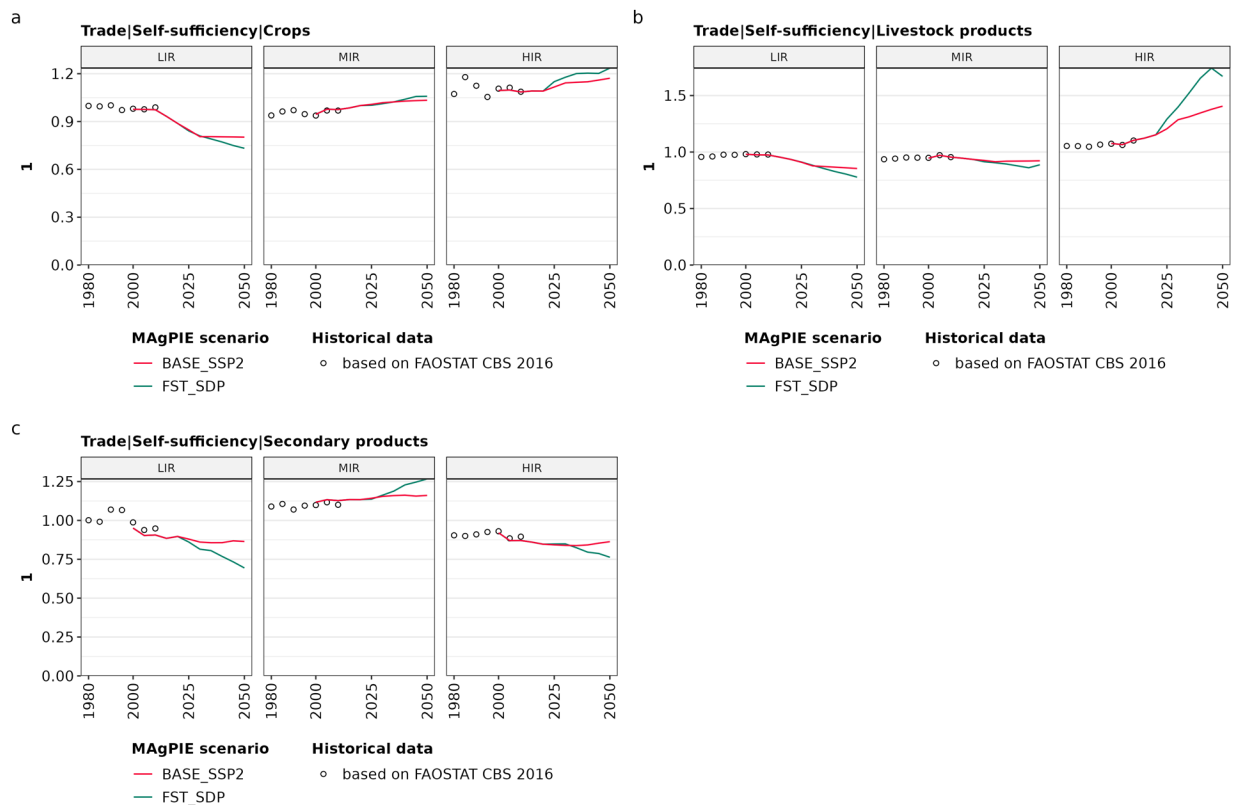 a
Trade|Self-sufficiency|Crops
LIR MIR HIR
1.2
0.9
0.6
0.3
0.0
1
1980 2000 2025 2050 1980 2000 2025 2050 1980 2000 2025 2050
MAgPIE scenario Historical data
BASE_SSP2 based on FAOSTAT CBS 2016
FST_SDP
b
Trade|Self-sufficiency|Livestock products
LIR MIR HIR
1.5
1.0
0.5
0.0
1
1980 2000 2025 2050 1980 2000 2025 2050 1980 2000 2025 2050
MAgPIE scenario Historical data
BASE_SSP2 based on FAOSTAT CBS 2016
FST_SDP
c
Trade|Self-sufficiency|Secondary products
LIR MIR HIR
1.25
1.00
0.75
0.50
0.25
0.00
1
1980 2000 2025 2050 1980 2000 2025 2050 1980 2000 2025 2050
MAgPIE scenario Historical data
BASE_SSP2 based on FAOSTAT CBS 2016
FST_SDP